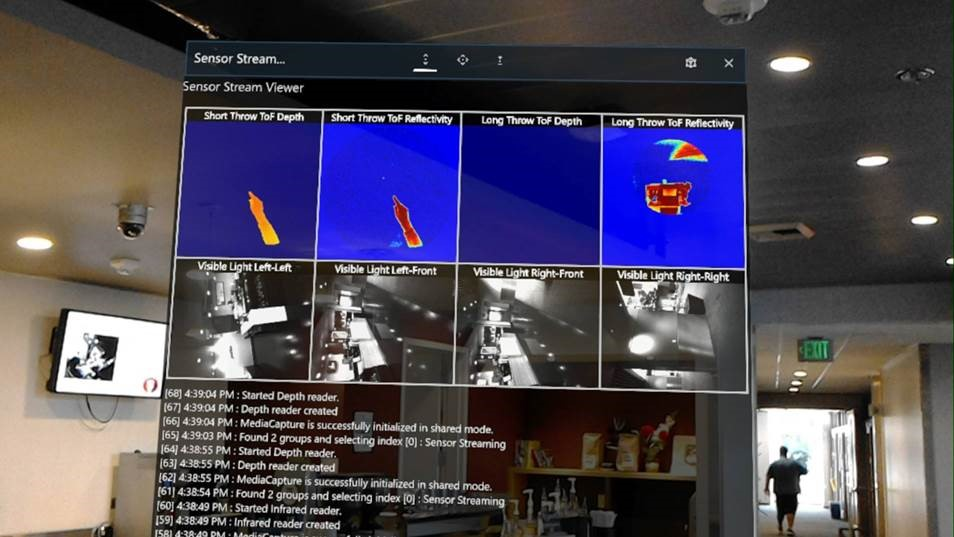 Sensor Stream...
Sensor Stream Viewer
Short Throw ToF Depth
Short Throw ToF Reflectivity
Long Throw ToF Depth
Long Throw ToF Reflectivity
Visible Light Left-Left
Visible Light Left-Front
Visible Light Right-Front
Visible Light Right-Right
[68] 4:39:04 PM : Started Depth reader.
[67] 4:39:04 PM : Depth reader created
[66] 4:39:04 PM : MediaCapture is successfully initialized in shared mode.
[65] 4:39:03 PM : Found 2 groups and selecting index [0] : Sensor Streaming
[64] 4:38:55 PM : Started Depth reader.
[63] 4:38:55 PM : Depth reader created
[62] 4:38:55 PM : MediaCapture is successfully initialized in shared mode.
[61] 4:38:54 PM : Found 2 groups and selecting index [0] : Sensor Streaming
[60] 4:38:49 PM : Started Infrared reader.
[59] 4:38:49 PM : Infrared reader created
[58] 4:38:49 PM : MediaCapture is
EXIT